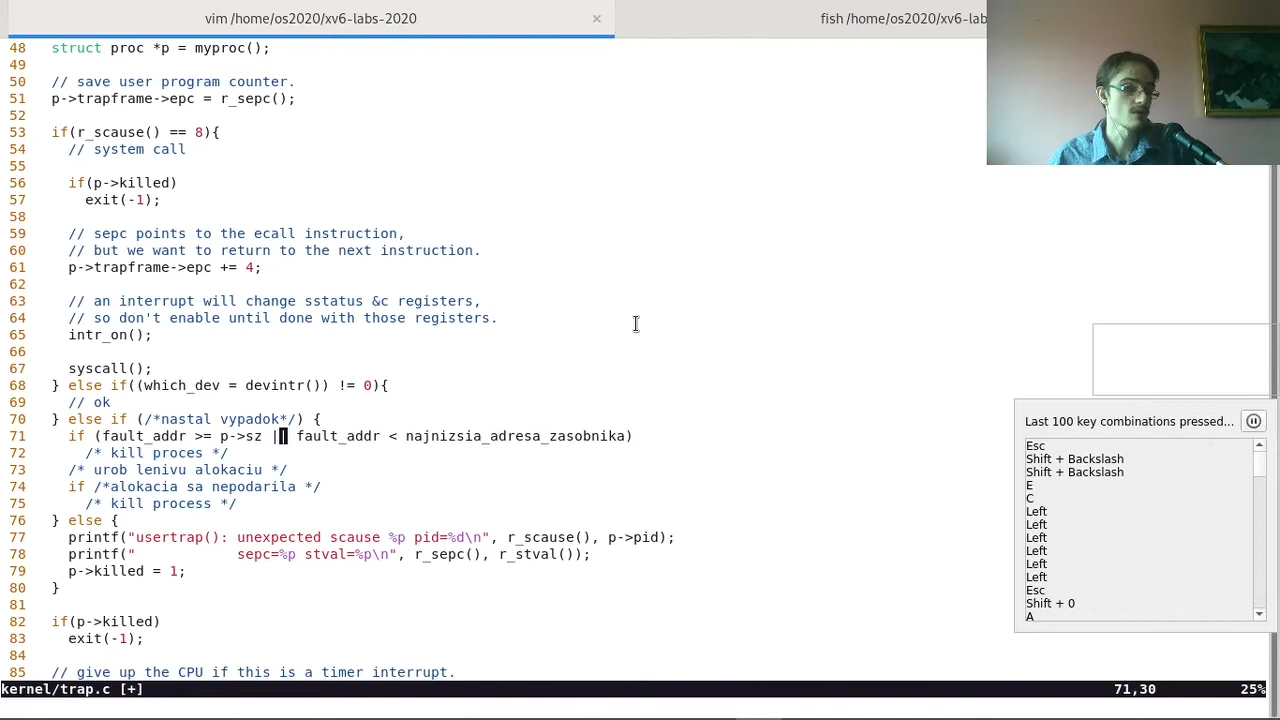 vim /home/os2020/xv6-labs-2020
×
fish /home/os2020/xv6-lab
48 struct proc *p = myproc();
49
50 // save user program counter.
51 p->trapframe->epc = r_sepc();
52
53 if(r_scause() == 8){
54 // system call
55
56 if(p->killed)
57 exit(-1);
58
59 // sepc points to the ecall instruction,
60 // but we want to return to the next instruction.
61 p->trapframe->epc += 4;
62
63 // an interrupt will change sstatus &c registers,
64 // so don't enable until done with those registers.
65 intr_on();
66
67 syscall();
68 } else if((which_dev = devintr()) != 0){
69 // ok
70 } else if (/*nastal vypadok*/) {
71 if (fault_addr >= p->sz || fault_addr < najnizsia_adresa_zasobnika)
72 /* kill proces */
73 /* urob lenivu alokaciu */
74 if /*alokacia sa nepodarila */
75 /* kill process */
76 } else {
77 printf("usertrap(): unexpected scause %p pid=%d\n", r_scause(), p->pid);
78 printf("            sepc=%p stval=%p\n", r_sepc(), r_stval());
79 p->killed = 1;
80 }
81
82 if(p->killed)
83 exit(-1);
84
85 // give up the CPU if this is a timer interrupt.
kernel/trap.c [+] 71,30 25%
Last 100 key combinations pressed...
Esc
Shift + Backslash
Shift + Backslash
E
C
Left
Left
Left
Left
Left
Left
Esc
Shift + 0
A